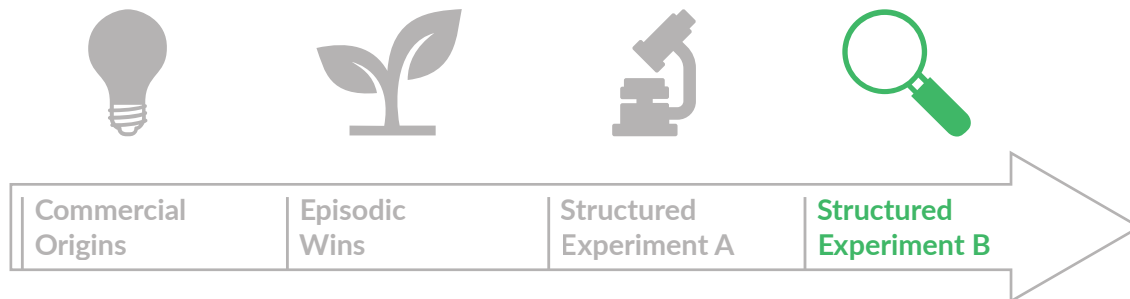 Commercial
Origins
Episodic
Wins
Structured
Experiment A
Structured
Experiment B